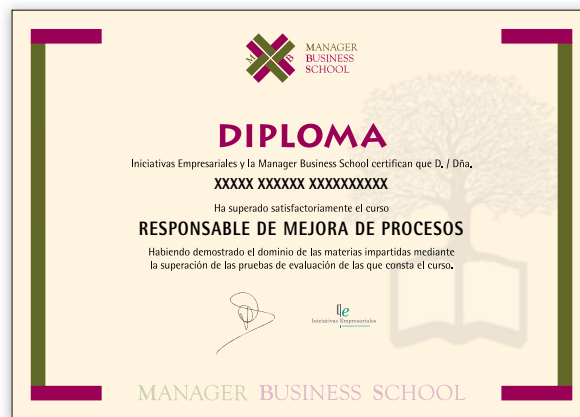 M B
MANAGER
BUSINESS
SCHOOL
DIPLOMA
Iniciativas Empresariales y la Manager Business School certifican que D. / Dña.
XXXXX XXXXXX XXXXXXXXXX
Ha superado satisfactoriamente el curso
RESPONSABLE DE MEJORA DE PROCESOS
Habiendo demostrado el dominio de las materias impartidas mediante
la superación de las pruebas de evaluación de las que consta el curso.
Iniciativas Empresariales
MANAGER BUSINESS SCHOOL